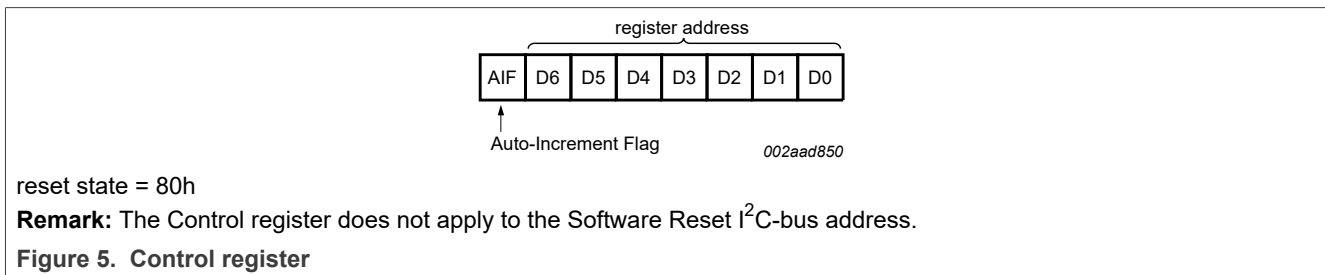 register address
AIF D6 D5 D4 D3 D2 D1 D0
Auto-Increment Flag
002aad850
reset state = 80h
Remark: The Control register does not apply to the Software Reset I²C-bus address.
Figure 5. Control register